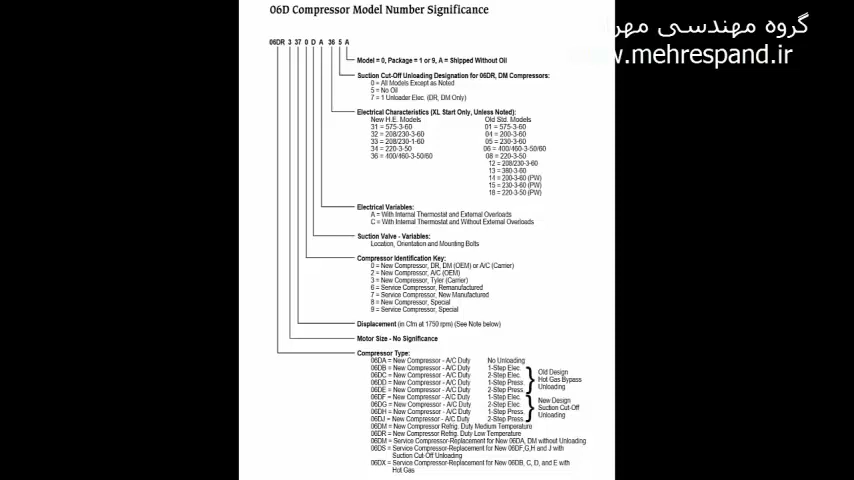 06D Compressor Model Number Significance
گروه مهندسی
www.mehrespand.ir
06DR 3 37 0 D A 36 5 A
Model = 0, Package = 1 or 9, A = Shipped Without Oil
Suction Cut-Off Unloading Designation for 06DR, DM Compressors:
0 = All Models Except as Noted
5 = No Oil
7 = 1 Unloader Elec. (DR, DM Only)
Electrical Characteristics (XL Start Only, Unless Noted):
New H.E. Models Old Std. Models
31 = 575-3-60 01 = 575-3-60
32 = 208/230-3-60 04 = 200-3-60
33 = 208/230-1-60 05 = 230-3-60
34 = 220-3-50 06 = 400/460-3-50/60
36 = 400/460-3-50/60 08 = 220-3-50
12 = 208/230-3-60
13 = 380-3-60
14 = 200-3-60 (PW)
15 = 230-3-60 (PW)
18 = 220-3-50 (PW)
Electrical Variables:
A = With Internal Thermostat and External Overloads
C = With Internal Thermostat and Without External Overloads
Suction Valve - Variables:
Location, Orientation and Mounting Bolts
Compressor Identification Key:
0 = New Compressor, DR, DM (OEM) or A/C (Carrier)
2 = New Compressor, A/C (OEM)
3 = New Compressor, Tyler (Carrier)
6 = Service Compressor, Remanufactured
7 = Service Compressor, New Manufactured
8 = New Compressor, Special
9 = Service Compressor, Special
Displacement (in Cfm at 1750 rpm) (See Note below)
Motor Size - No Significance
Compressor Type:
06DA = New Compressor - A/C Duty No Unloading
06DB = New Compressor - A/C Duty 1-Step Elec.
06DC = New Compressor - A/C Duty 2-Step Elec.
06DD = New Compressor - A/C Duty 1-Step Press.
06DE = New Compressor - A/C Duty 2-Step Press.
Old Design
Hot Gas Bypass
Unloading
06DF = New Compressor - A/C Duty 1-Step Elec.
06DG = New Compressor - A/C Duty 2-Step Elec.
06DH = New Compressor - A/C Duty 1-Step Press.
06DJ = New Compressor - A/C Duty 2-Step Press.
New Design
Suction Cut-Off
Unloading
06DM = New Compressor Refrig. Duty Medium Temperature
06DR = New Compressor Refrig. Duty Low Temperature
06DM = Service Compressor-Replacement for New 06DA, DM without Unloading
06DS = Service Compressor-Replacement for New 06DF,G,H and J with
Suction Cut-Off Unloading
06DX = Service Compressor-Replacement for New 06DB, C, D, and E with
Hot Gas